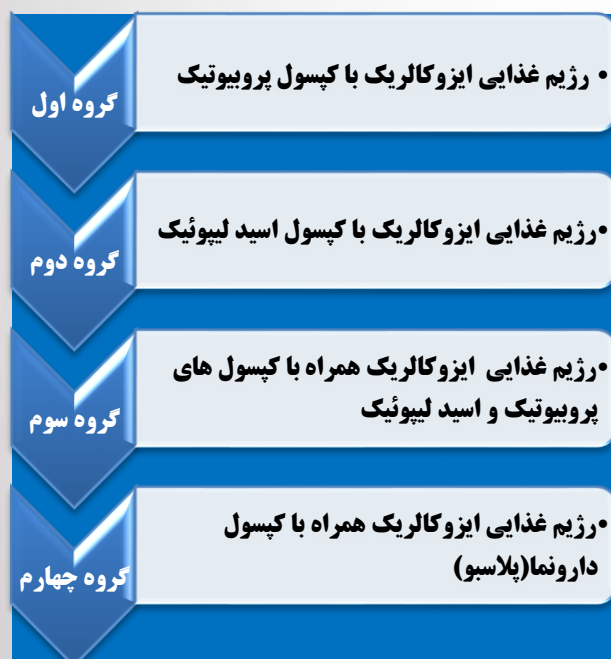 گروه اول
• رژیم غذایی ایزوکالریک با کپسول پروبیوتیک
گروه دوم
•رژیم غذایی ایزوکالریک با کپسول اسید لیپوئیک
گروه سوم
•رژیم غذایی ایزوکالریک همراه با کپسول های
پروبیوتیک و اسید لیپوئیک
گروه چهارم
•رژیم غذایی ایزوکالریک همراه با کپسول
دارونما(پلاسبو)